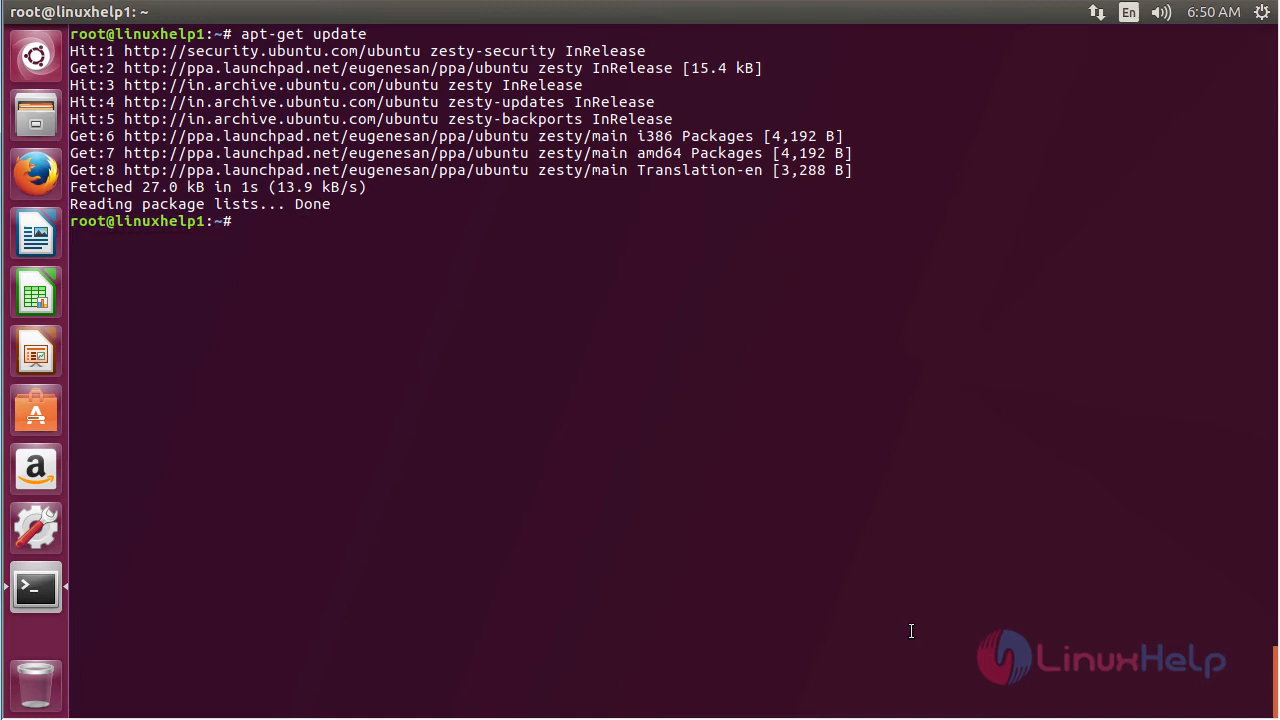 root@linuxhelp1: ~
En
6:50 AM
root@linuxhelp1:~# apt-get update
Hit:1 http://security.ubuntu.com/ubuntu zesty-security InRelease
Get:2 http://ppa.launchpad.net/eugenesan/ppa/ubuntu zesty InRelease [15.4 kB]
Hit:3 http://in.archive.ubuntu.com/ubuntu zesty InRelease
Hit:4 http://in.archive.ubuntu.com/ubuntu zesty-updates InRelease
Hit:5 http://in.archive.ubuntu.com/ubuntu zesty-backports InRelease
Get:6 http://ppa.launchpad.net/eugenesan/ppa/ubuntu zesty/main i386 Packages [4,192 B]
Get:7 http://ppa.launchpad.net/eugenesan/ppa/ubuntu zesty/main amd64 Packages [4,192 B]
Get:8 http://ppa.launchpad.net/eugenesan/ppa/ubuntu zesty/main Translation-en [3,288 B]
Fetched 27.0 kB in 1s (13.9 kB/s)
Reading package lists... Done
root@linuxhelp1:~#
LinuxHelp